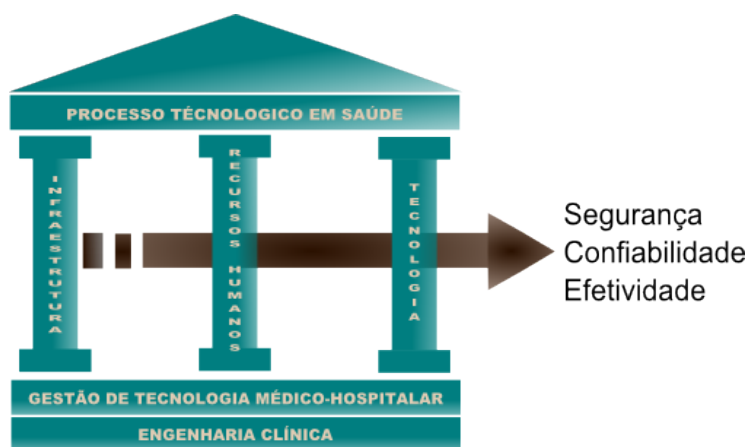 PROCESSO TÉCNOLOGICO EM SAÚDE
INFRAESTRUTURA
RECURSOS HUMANOS
TECNOLOGIA
Segurança
Confiabilidade
Efetividade
GESTÃO DE TECNOLOGIA MÉDICO-HOSPITALAR
ENGENHARIA CLÍNICA